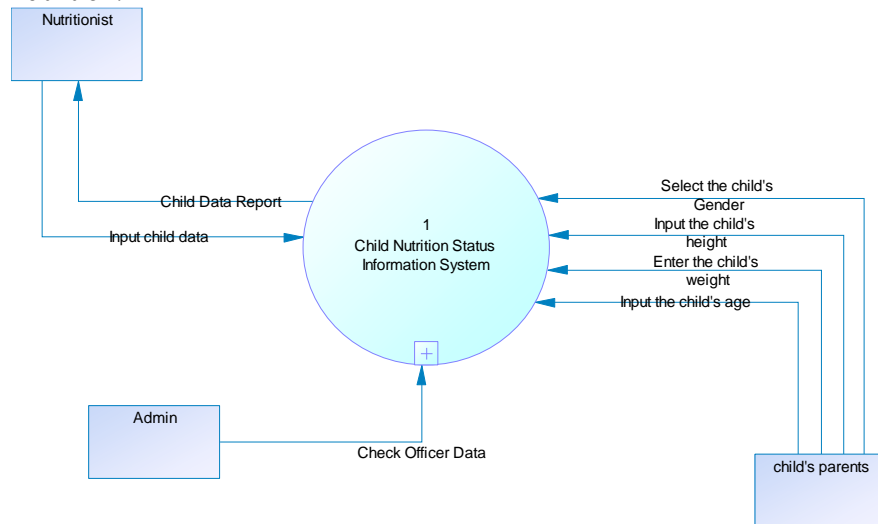 Nutritionist
Child Data Report
Input child data
1
Child Nutrition Status
Information System
Select the child's
Gender
Input the child's
height
Enter the child's
weight
Input the child's age
Admin
Check Officer Data
child's parents